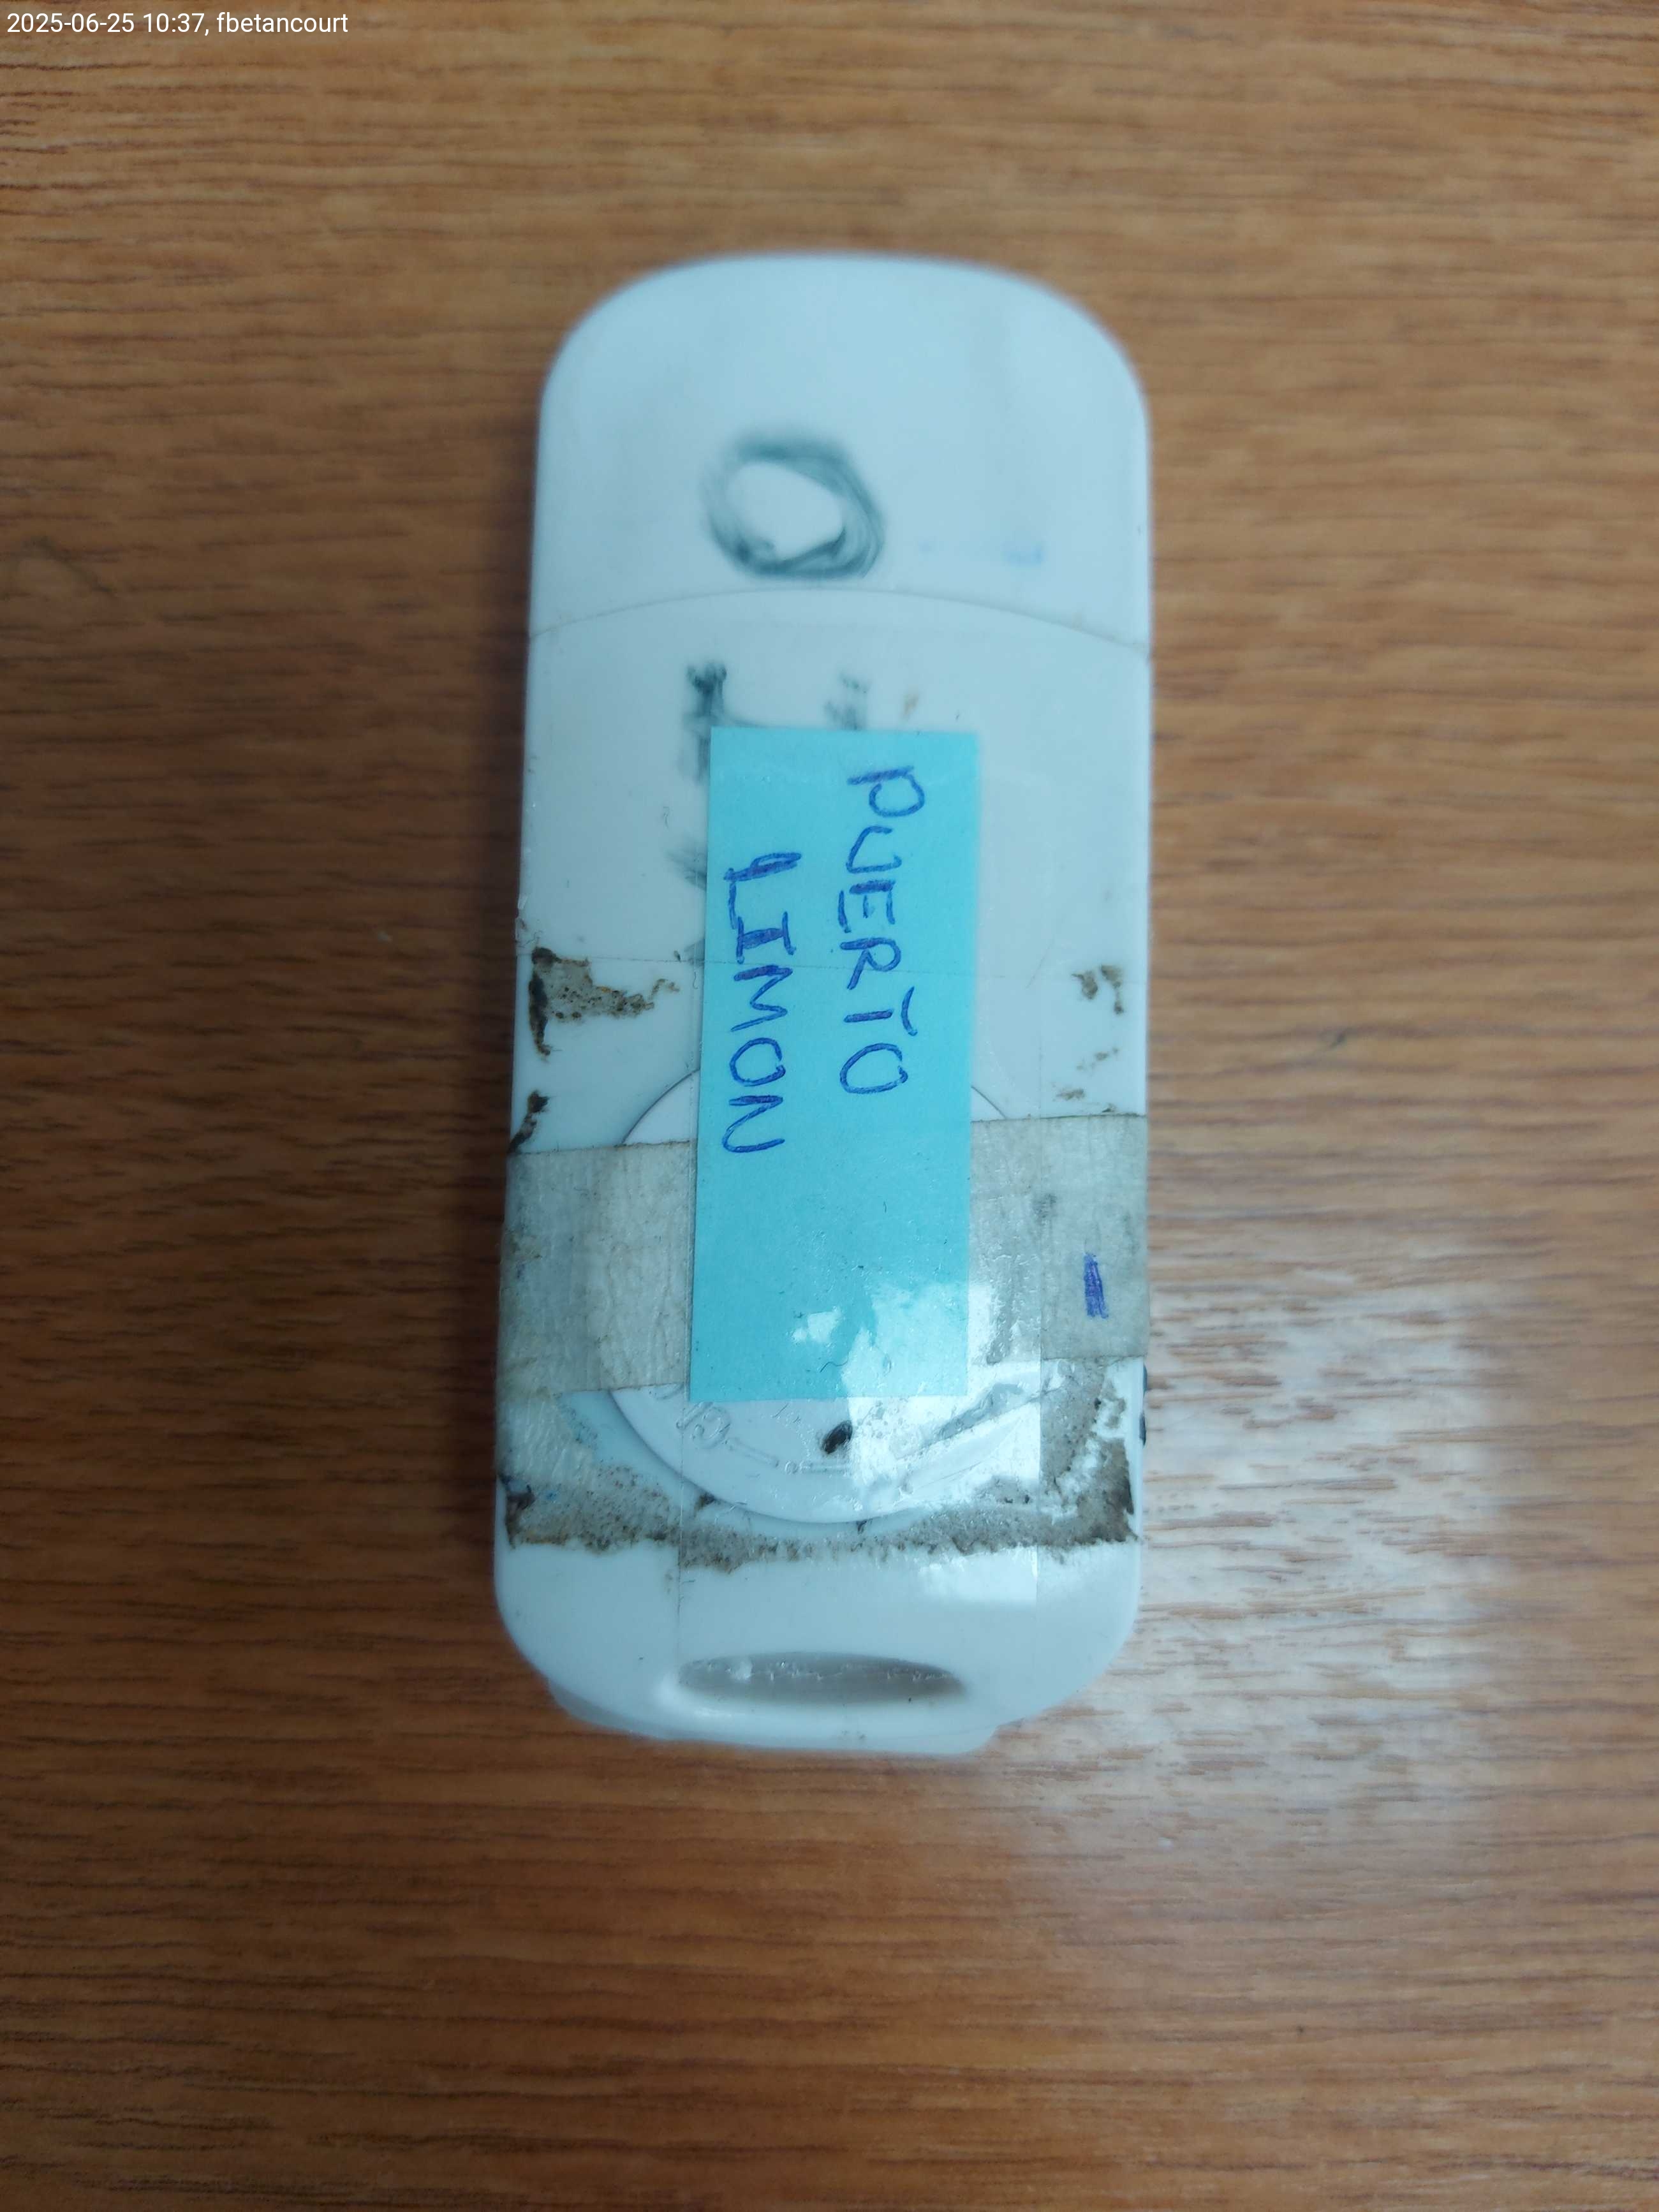 2025-06-25 10:37, fbetancourt
O
PUERTO
LIMON